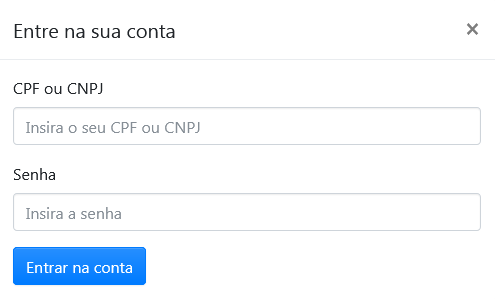 Entre na sua conta
×
CPF ou CNPJ
Insira o seu CPF ou CNPJ
Senha
Insira a senha
Entrar na conta